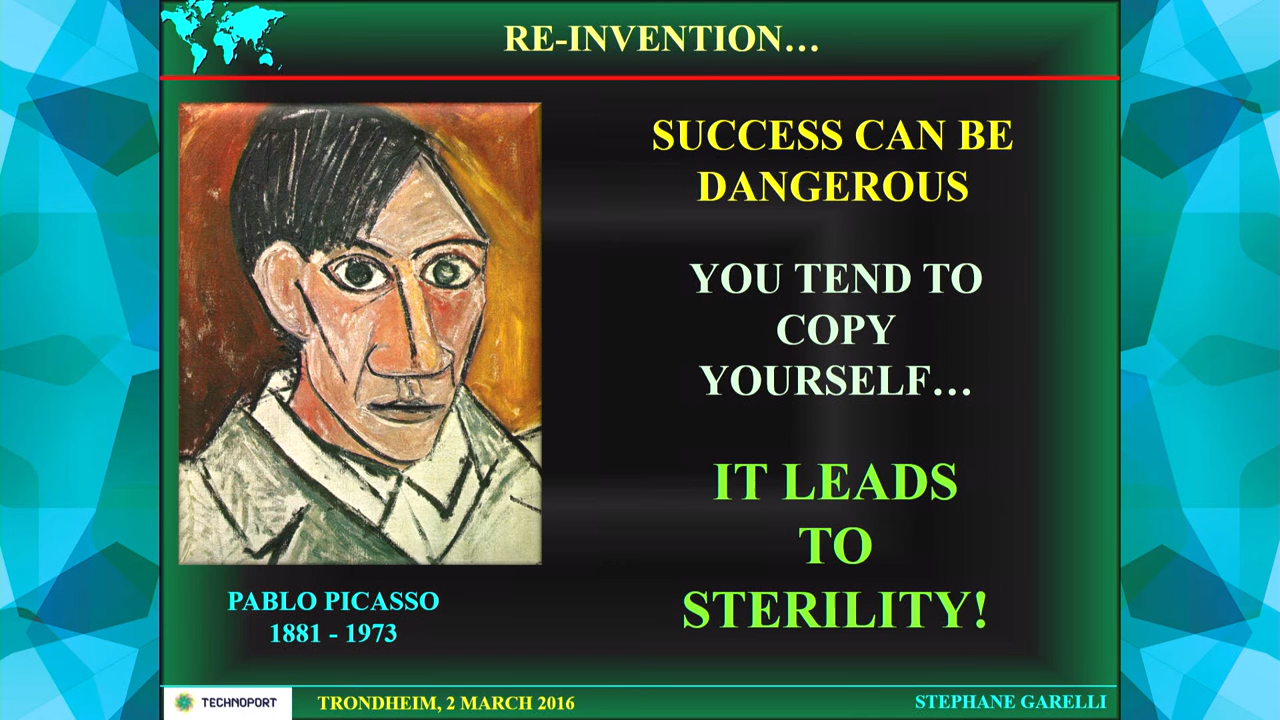 RE-INVENTION...
SUCCESS CAN BE
DANGEROUS
YOU TEND TO
COPY
YOURSELF...
IT LEADS
TO
STERILITY!
PABLO PICASSO
1881 - 1973
TECHNOPORT
TRONDHEIM, 2 MARCH 2016
STEPHANE GARELLI